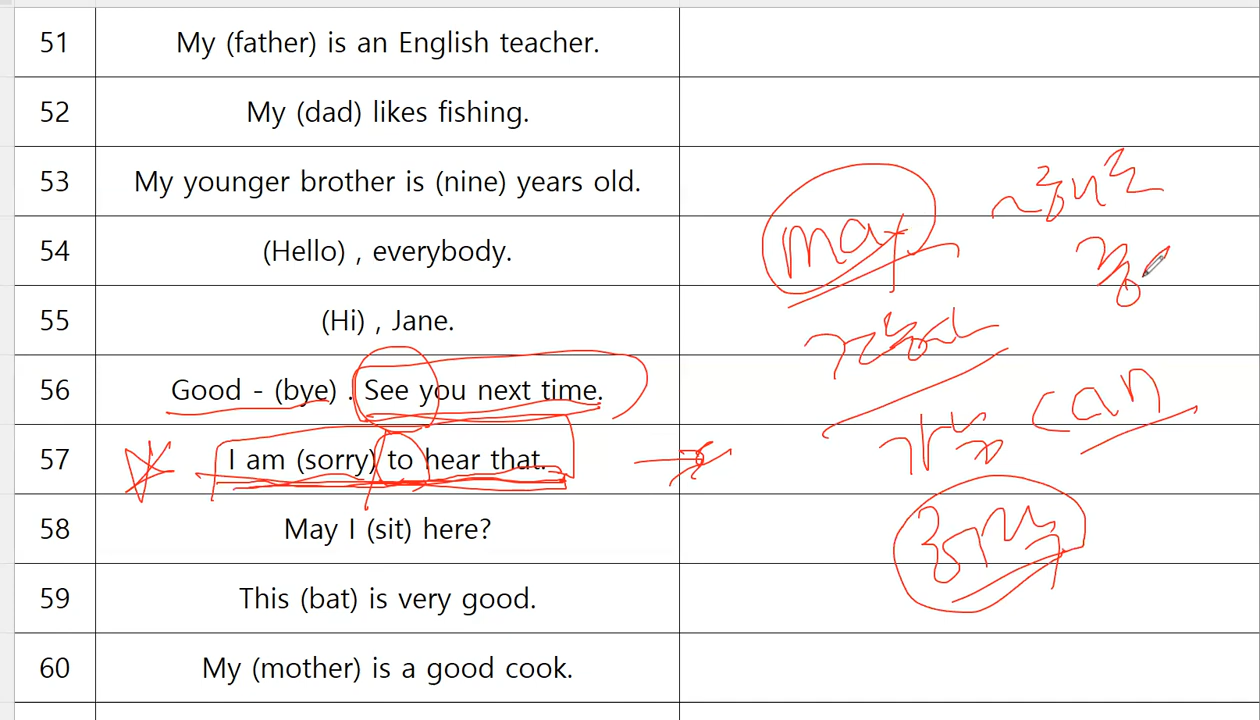 51 My (father) is an English teacher.
52 My (dad) likes fishing.
53 My younger brother is (nine) years old.
54 (Hello) , everybody.
may
55 (Hi) , Jane.
56 Good - (bye) . See you next time.
can
57 I am (sorry) to hear that.
58 May I (sit) here?
59 This (bat) is very good.
60 My (mother) is a good cook.